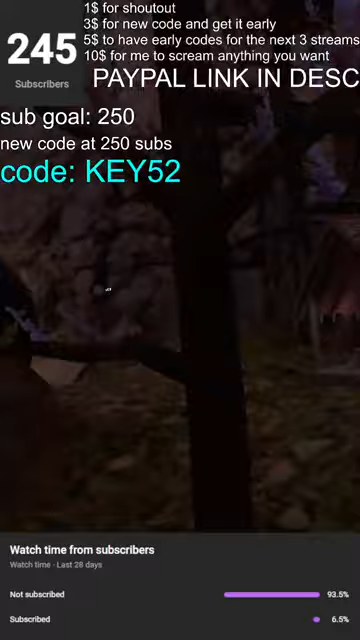 1$ for shoutout
3$ for new code and get it early
5$ to have early codes for the next 3 streams
10$ for me to scream anything you want
PAYPAL LINK IN DESC
245
Subscribers
sub goal: 250
new code at 250 subs
code: KEY52
Watch time from subscribers
Watch time · Last 28 days
Not subscribed 93.5%
Subscribed 6.5%